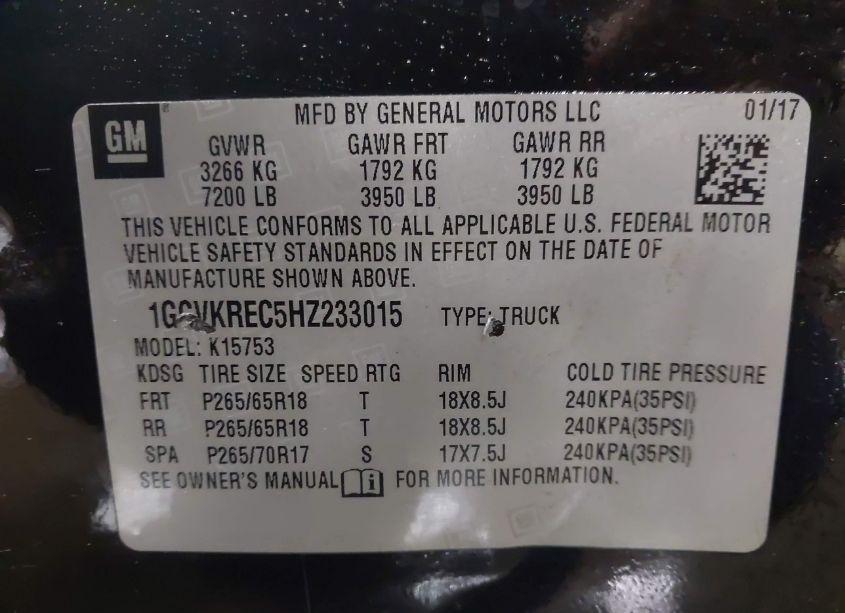 GM
MFD BY GENERAL MOTORS LLC 01/17
GVWR GAWR FRT GAWR RR
3266 KG 1792 KG 1792 KG
7200 LB 3950 LB 3950 LB
THIS VEHICLE CONFORMS TO ALL APPLICABLE U.S. FEDERAL MOTOR
VEHICLE SAFETY STANDARDS IN EFFECT ON THE DATE OF
MANUFACTURE SHOWN ABOVE.
TYPE: TRUCK
MODEL: K15753
KDSG TIRE SIZE SPEED RTG RIM COLD TIRE PRESSURE
FRT P265/65R18 T 18X8.5J 240KPA(35PSI)
RR P265/65R18 T 18X8.5J 240KPA(35PSI)
SPA P265/70R17 S 17X7.5J 240KPA(35PSI)
SEE OWNER'S MANUAL i FOR MORE INFORMATION.